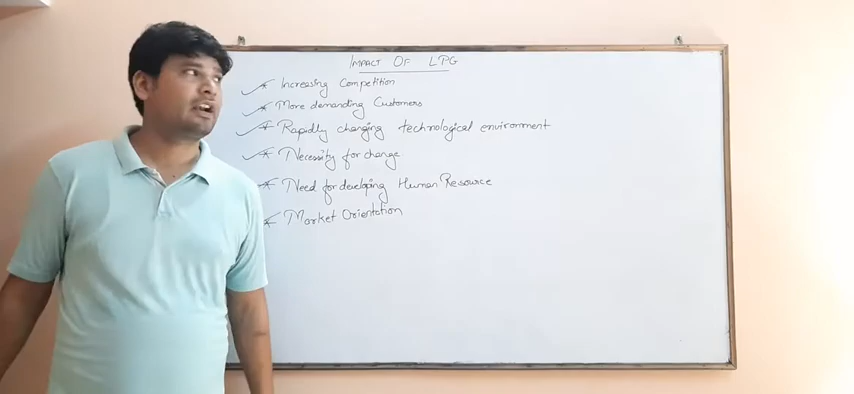 IMPACT OF LPG
* Increasing Competition
* More demanding Customers
* Rapidly changing technological environment
* Necessity for change
* Need for developing Human Resource
* Market Orientation